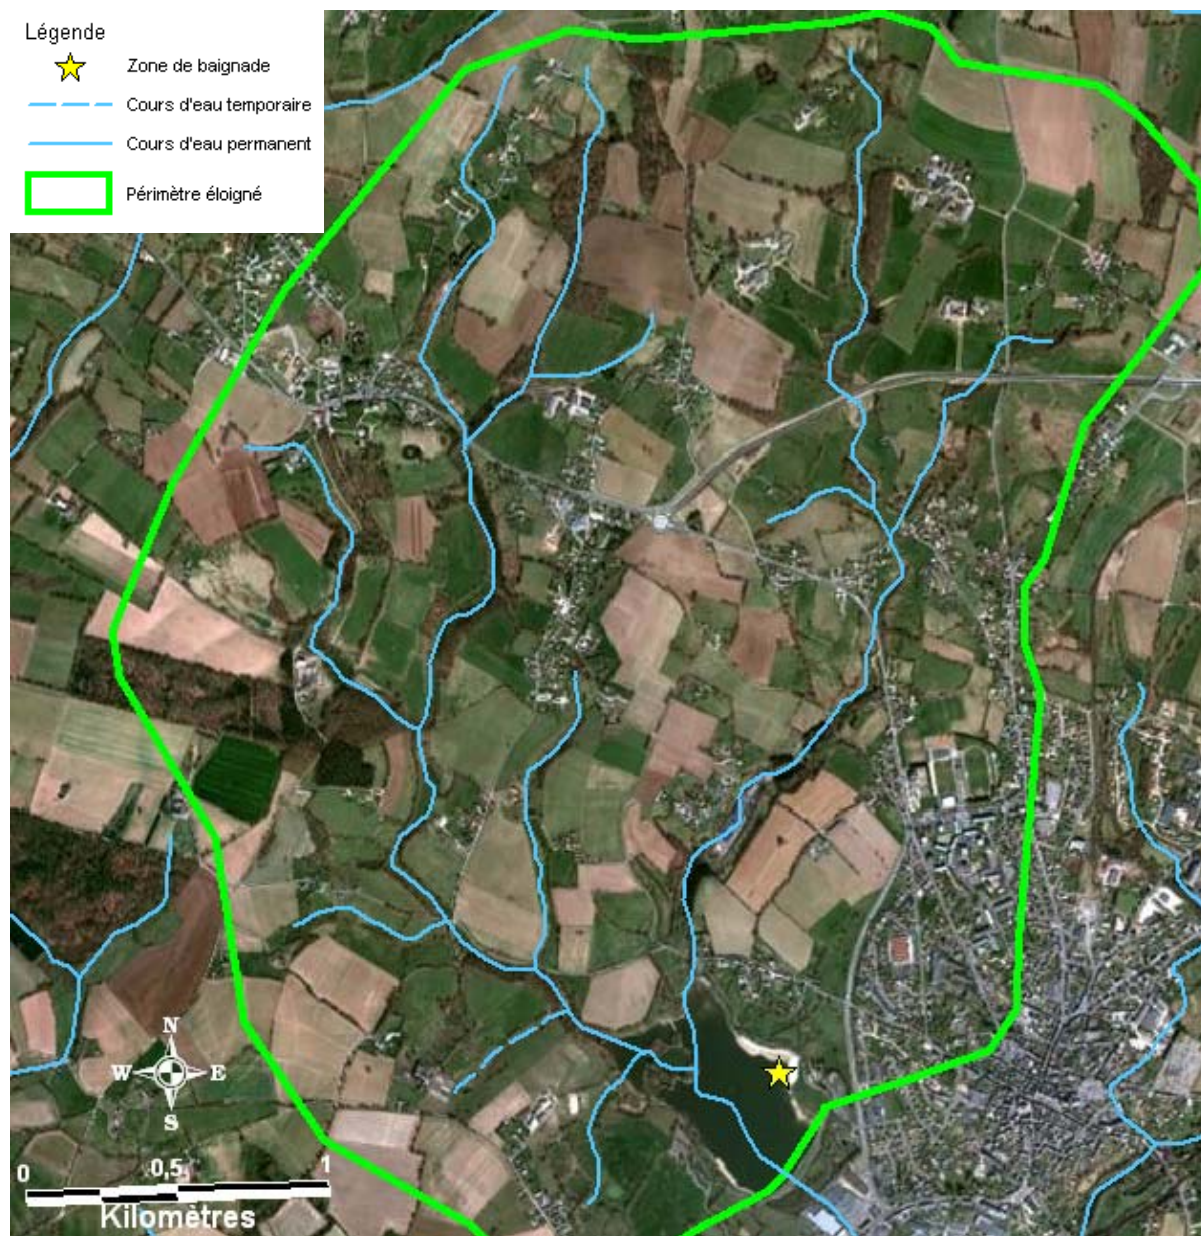 Légende
Zone de baignade
Cours d'eau temporaire
Cours d'eau permanent
Périmètre éloigné
N
W E
S
0 0,5 1
Kilomètres